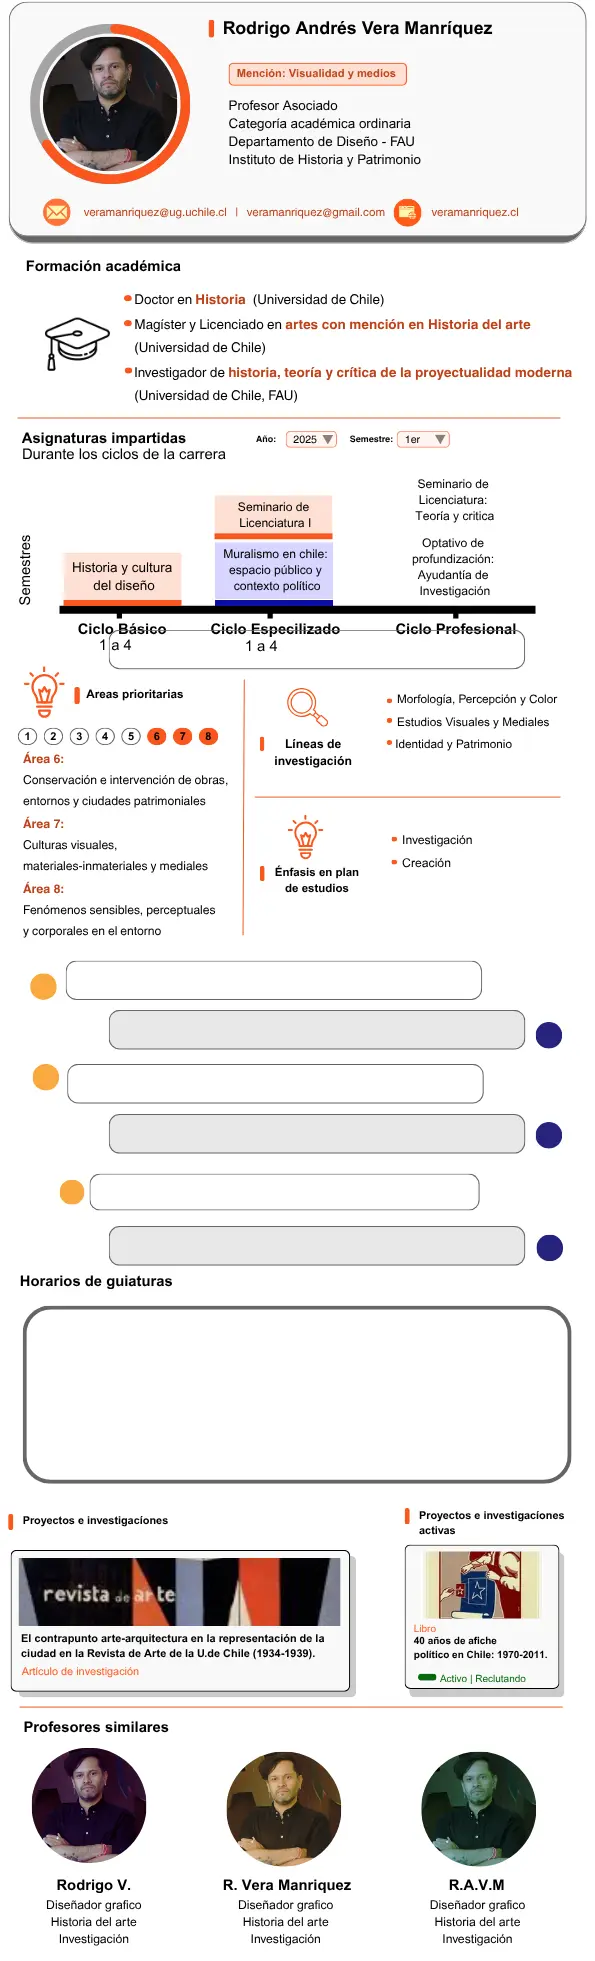 Rodrigo Andrés Vera Manríquez
Mención: Visualidad y medios
Profesor Asociado
Categoría académica ordinaria
Departamento de Diseño - FAU
Instituto de Historia y Patrimonio
veramanriquez@ug.uchile.cl | veramanriquez@gmail.com veramanriquez.cl
Formación académica
Doctor en Historia (Universidad de Chile)
Magíster y Licenciado en artes con mención en Historia del arte
(Universidad de Chile)
Investigador de historia, teoría y crítica de la proyectualidad moderna
(Universidad de Chile, FAU)
Asignaturas impartidas
Año: 2025 Semestre: 1er
Durante los ciclos de la carrera
Semestres
Historia y cultura
del diseño
Seminario de
Licenciatura I
Muralismo en chile:
espacio público y
contexto político
Seminario de
Licenciatura:
Teoría y critica
Optativo de
profundización:
Ayudantía de
Investigación
Ciclo Básico
1 a 4
Ciclo Especilizado
1 a 4
Ciclo Profesional
Areas prioritarias
1 2 3 4 5 6 7 8
Área 6:
Conservación e intervención de obras,
entornos y ciudades patrimoniales
Área 7:
Culturas visuales,
materiales-inmateriales y mediales
Área 8:
Fenómenos sensibles, perceptuales
y corporales en el entorno
Líneas de
investigación
Morfología, Percepción y Color
Estudios Visuales y Mediales
Identidad y Patrimonio
Énfasis en plan
de estudios
Investigación
Creación
Horarios de guiaturas
Proyectos e investigaciónes
revista de arte
El contrapunto arte-arquitectura en la representación de la
ciudad en la Revista de Arte de la U.de Chile (1934-1939).
Artículo de investigación
Proyectos e investigaciónes
activas
Libro
40 años de afiche
político en Chile: 1970-2011.
Activo | Reclutando
Profesores similares
Rodrigo V.
Diseñador grafico
Historia del arte
Investigación
R. Vera Manriquez
Diseñador grafico
Historia del arte
Investigación
R.A.V.M
Diseñador grafico
Historia del arte
Investigación